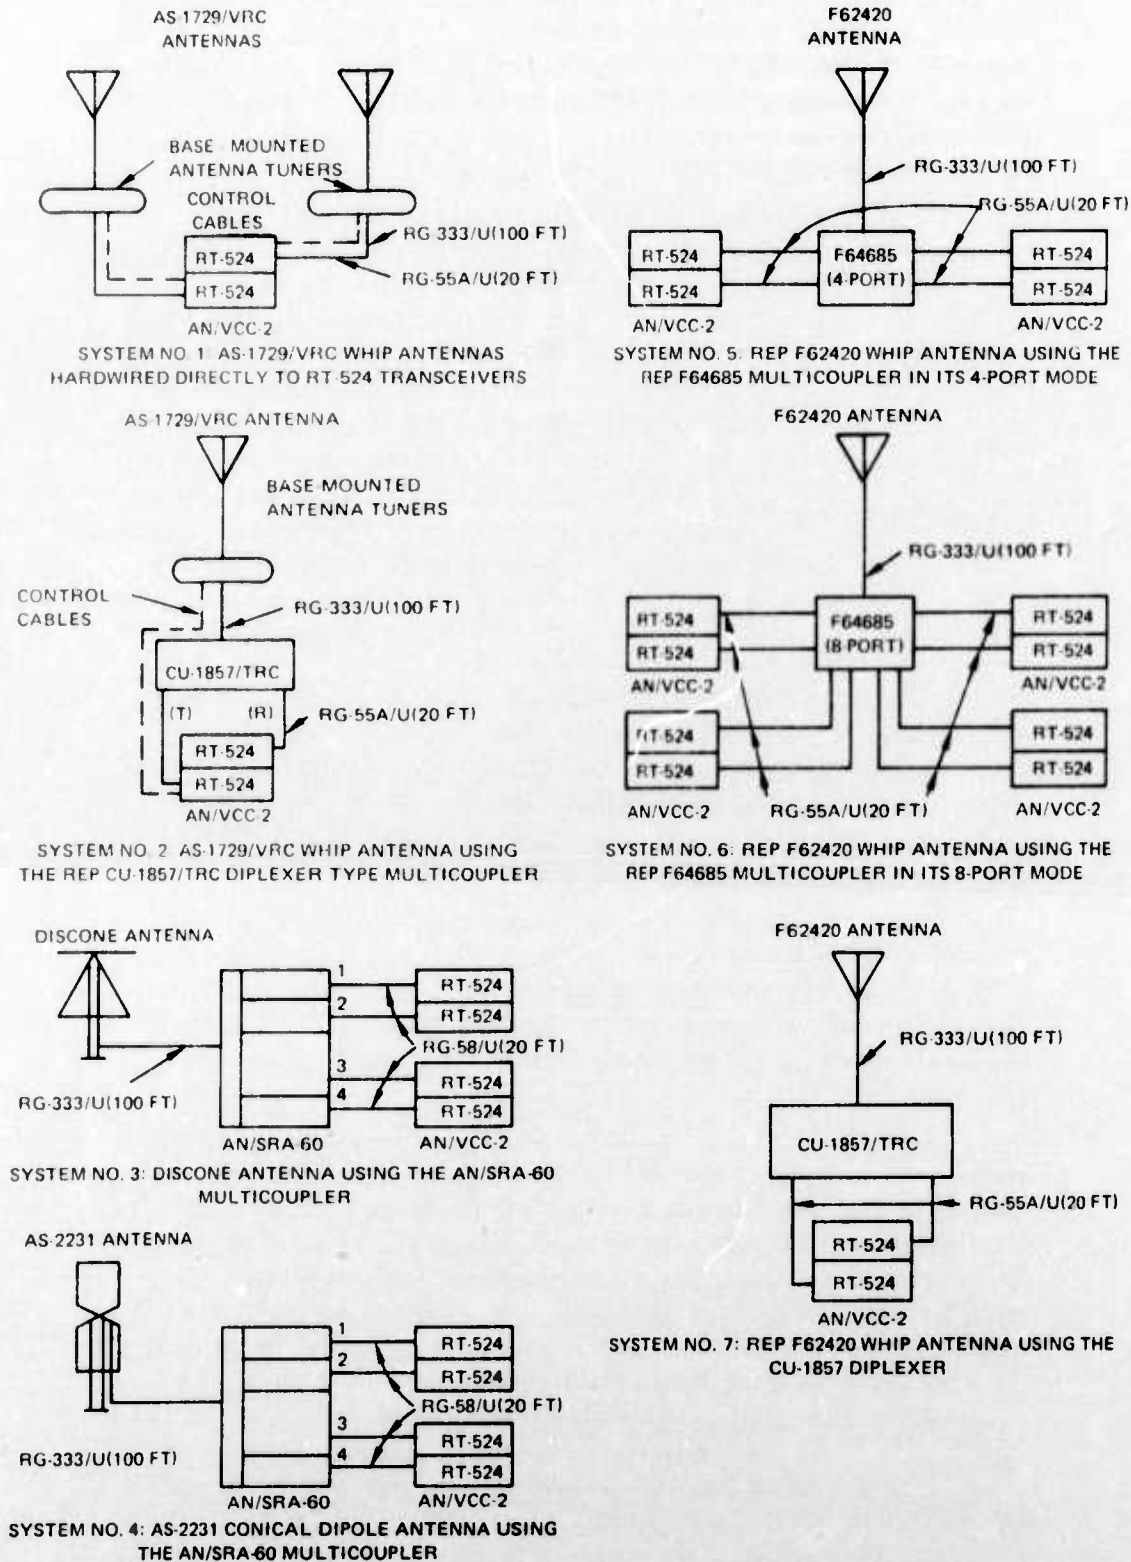 AS-1729/VRC
ANTENNAS
BASE-MOUNTED
ANTENNA TUNERS
CONTROL
CABLES
RT-524
RT-524
AN/VCC-2
RG-333/U(100 FT)
RG-55A/U(20 FT)
SYSTEM NO. 1 AS-1729/VRC WHIP ANTENNAS
HARDWIRED DIRECTLY TO RT-524 TRANSCEIVERS
AS-1729/VRC ANTENNA
BASE-MOUNTED
ANTENNA TUNERS
CONTROL
CABLES
RG-333/U(100 FT)
CU-1857/TRC
(T) (R)
RG-55A/U(20 FT)
RT-524
RT-524
AN/VCC-2
SYSTEM NO. 2 AS-1729/VRC WHIP ANTENNA USING
THE REP CU-1857/TRC DIPLEXER TYPE MULTICOUPLER
DISCONE ANTENNA
1
RT-524
2
RT-524
RG-58/U(20 FT)
3
RT-524
4
RT-524
RG-333/U(100 FT)
AN/SRA-60
AN/VCC-2
SYSTEM NO. 3: DISCONE ANTENNA USING THE AN/SRA-60
MULTICOUPLER
AS-2231 ANTENNA
1
RT-524
2
RT-524
RG-58/U(20 FT)
3
RT-524
4
RT-524
RG-333/U(100 FT)
AN/SRA-60
AN/VCC-2
SYSTEM NO. 4: AS-2231 CONICAL DIPOLE ANTENNA USING
THE AN/SRA-60 MULTICOUPLER
F62420
ANTENNA
RG-333/U(100 FT)
RG-55A/U(20 FT)
RT-524
RT-524
AN/VCC-2
F64685
(4-PORT)
RT-524
RT-524
AN/VCC-2
SYSTEM NO. 5: REP F62420 WHIP ANTENNA USING THE
REP F64685 MULTICOUPLER IN ITS 4-PORT MODE
F62420 ANTENNA
RG-333/U(100 FT)
RT-524
RT-524
AN/VCC-2
F64685
(8-PORT)
RT-524
RT-524
AN/VCC-2
RT-524
RT-524
AN/VCC-2
RG-55A/U(20 FT)
RT-524
RT-524
AN/VCC-2
SYSTEM NO. 6: REP F62420 WHIP ANTENNA USING THE
REP F64685 MULTICOUPLER IN ITS 8-PORT MODE
F62420 ANTENNA
RG-333/U(100 FT)
CU-1857/TRC
RG-55A/U(20 FT)
RT-524
RT-524
AN/VCC-2
SYSTEM NO. 7: REP F62420 WHIP ANTENNA USING THE
CU-1857 DIPLEXER